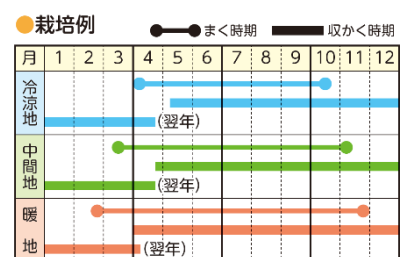 ●栽培例
まく時期 収かく時期
月 1 2 3 4 5 6 7 8 9 10 11 12
冷涼地
(翌年)
中間地
(翌年)
暖地
(翌年)